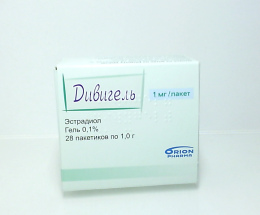 Дивигель
1 мг/пакет
Эстрадиол
Гель 0,1%
28 пакетиков по 1,0 г
ORION
PHARMA